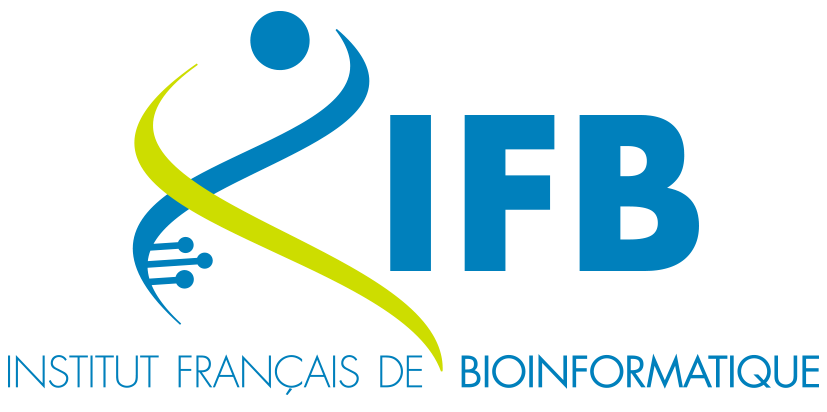 IFB
INSTITUT FRANÇAIS DE BIOINFORMATIQUE